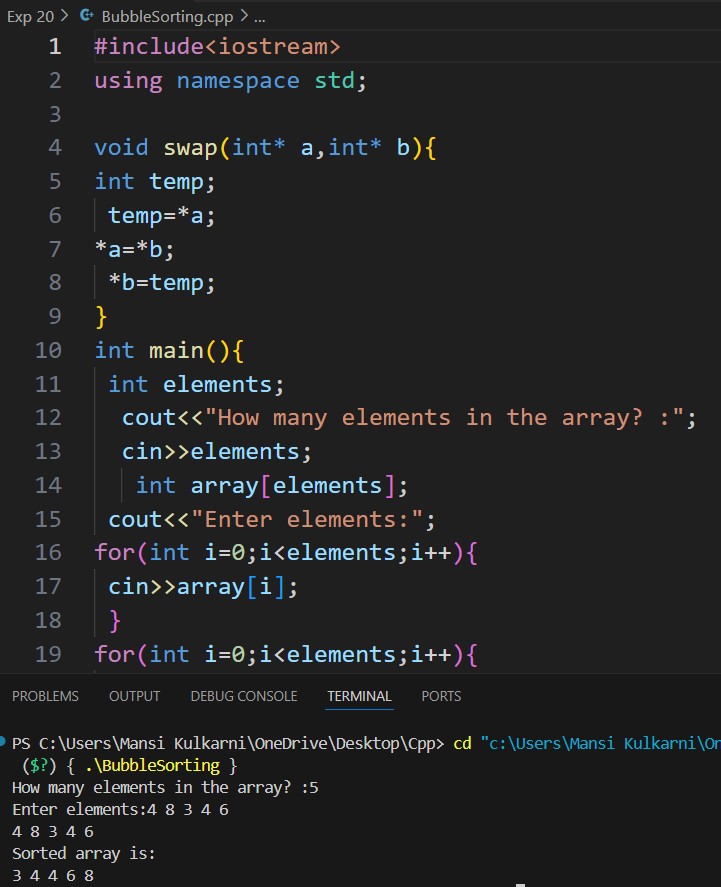 Exp 20 > BubbleSorting.cpp > ...
1 #include<iostream>
2 using namespace std;
3
4 void swap(int* a,int* b){
5 int temp;
6 temp=*a;
7 *a=*b;
8 *b=temp;
9 }
10 int main(){
11 int elements;
12 cout<<"How many elements in the array? :";
13 cin>>elements;
14 int array[elements];
15 cout<<"Enter elements:";
16 for(int i=0;i<elements;i++){
17 cin>>array[i];
18 }
19 for(int i=0;i<elements;i++){
PROBLEMS OUTPUT DEBUG CONSOLE TERMINAL PORTS
PS C:\Users\Mansi Kulkarni\OneDrive\Desktop\Cpp> cd "c:\Users\Mansi Kulkarni\On
($?) { .\BubbleSorting }
How many elements in the array? :5
Enter elements:4 8 3 4 6
4 8 3 4 6
Sorted array is:
3 4 4 6 8